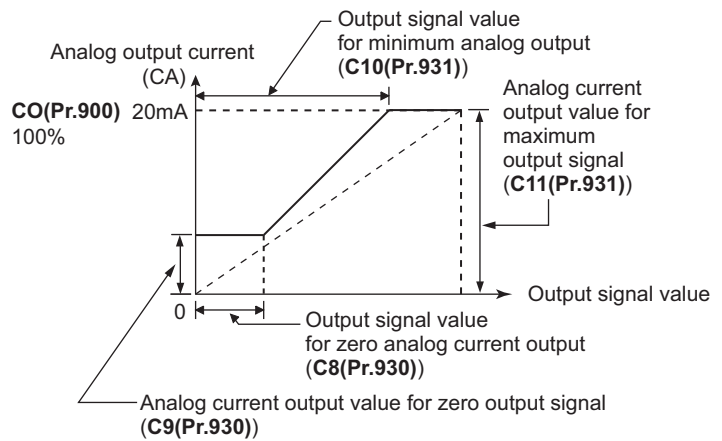 Output signal value
for minimum analog output
(C10(Pr.931))
Analog output current
(CA)
CO(Pr.900) 20mA
100%
Analog current
output value for
maximum
output signal
(C11(Pr.931))
0
Output signal value
Output signal value
for zero analog current output
(C8(Pr.930))
Analog current output value for zero output signal
(C9(Pr.930))